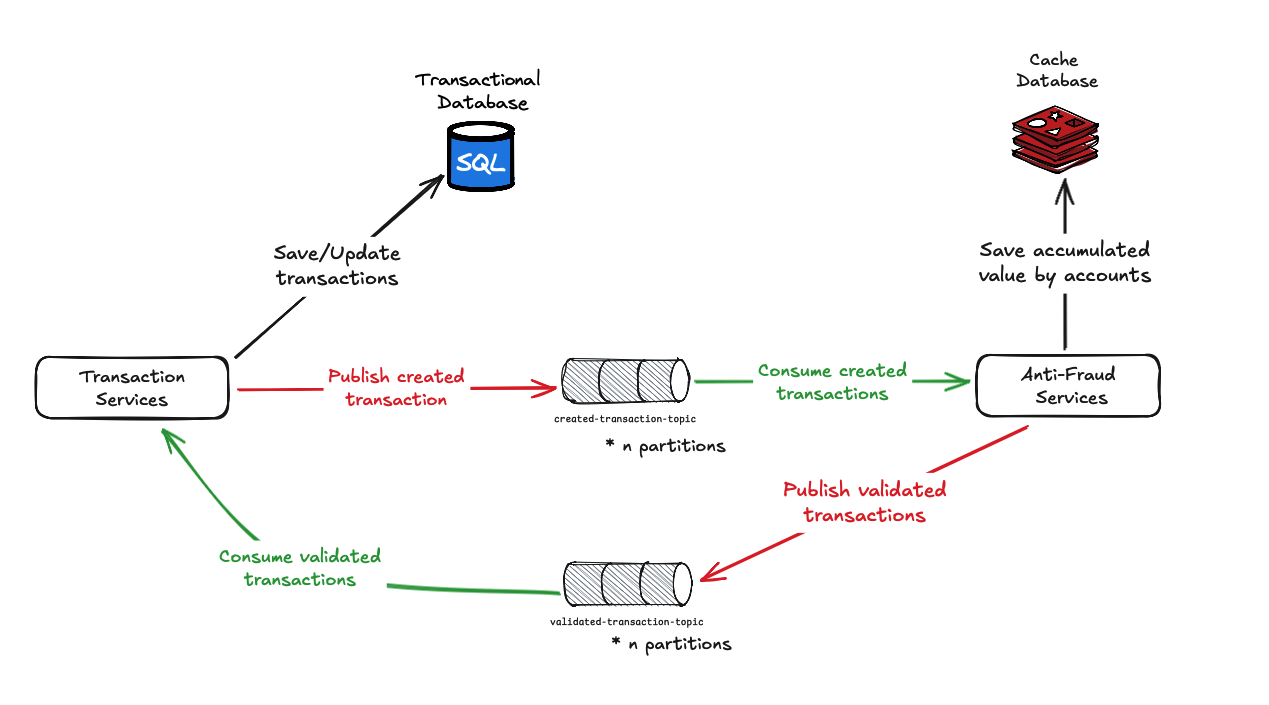 Cache
Database
Transactional
Database
SQL
Save/Update
transactions
Save accumulated
value by accounts
Transaction
Services
Publish created
transaction
created-transaction-topic
* n partitions
Consume created
transactions
Anti-Fraud
Services
Publish validated
transactions
Consume validated
transactions
validated-transaction-topic
* n partitions